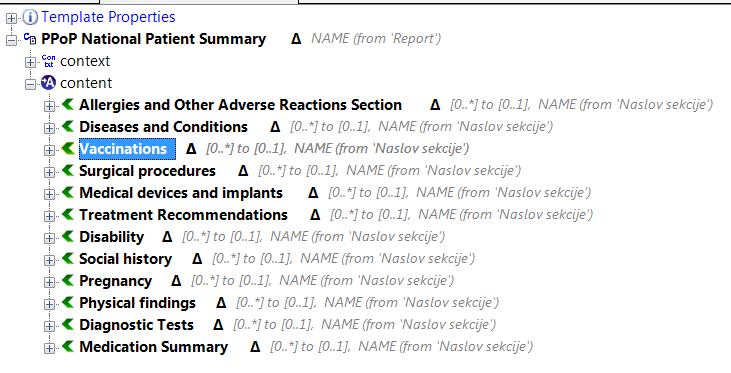 Template Properties
PPoP National Patient Summary Δ NAME (from 'Report')
Con txt context
content
Allergies and Other Adverse Reactions Section Δ [0..*] to [0..1], NAME (from 'Naslov sekcije')
Diseases and Conditions Δ [0..*] to [0..1], NAME (from 'Naslov sekcije')
Vaccinations Δ [0..*] to [0..1], NAME (from 'Naslov sekcije')
Surgical procedures Δ [0..*] to [0..1], NAME (from 'Naslov sekcije')
Medical devices and implants Δ [0..*] to [0..1], NAME (from 'Naslov sekcije')
Treatment Recommendations Δ [0..*] to [0..1], NAME (from 'Naslov sekcije')
Disability Δ [0..*] to [0..1], NAME (from 'Naslov sekcije')
Social history Δ [0..*] to [0..1], NAME (from 'Naslov sekcije')
Pregnancy Δ [0..*] to [0..1], NAME (from 'Naslov sekcije')
Physical findings Δ [0..*] to [0..1], NAME (from 'Naslov sekcije')
Diagnostic Tests Δ [0..*] to [0..1], NAME (from 'Naslov sekcije')
Medication Summary Δ [0..*] to [0..1], NAME (from 'Naslov sekcije')